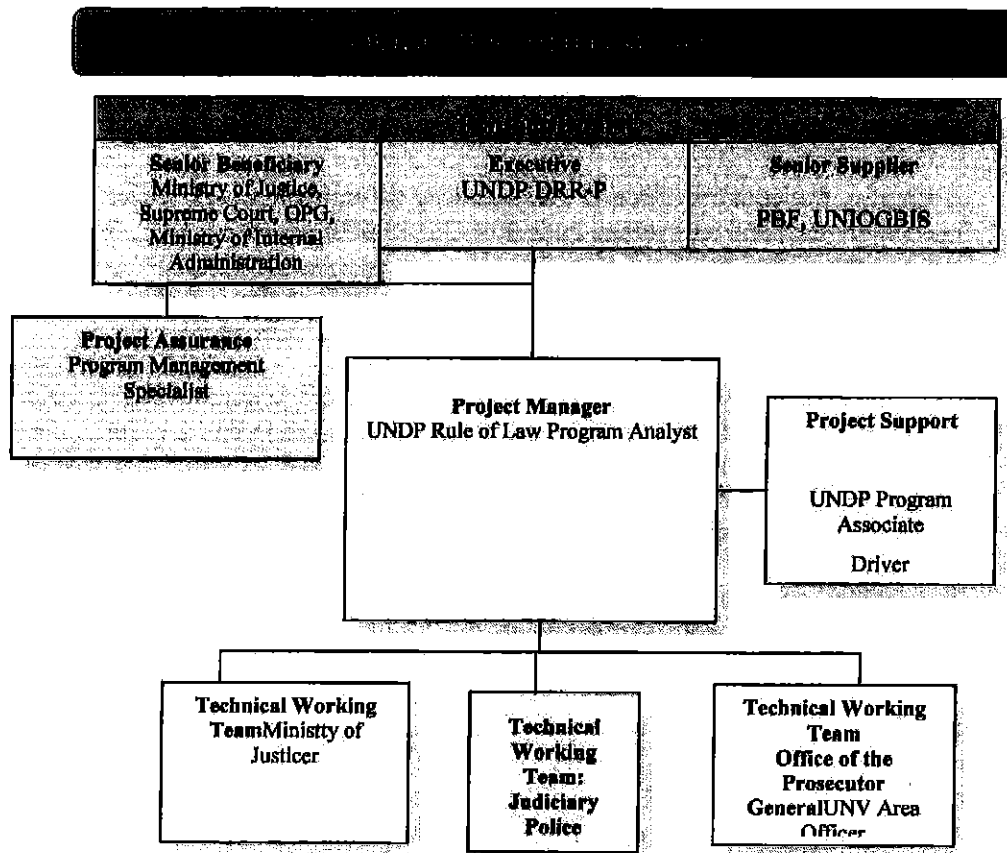 Senior Beneficiary
Ministry of Justice,
Supreme Court, OPG,
Ministry of Internal
Administration
Executive
UNDP DRR-P
Senior Supplier
PBF, UNIOGBIS
Project Assurance
Program Management
Specialist
Project Manager
UNDP Rule of Law Program Analyst
Project Support
UNDP Program
Associate
Driver
Technical Working
TeamMinistty of
Justicer
Technical
Working
Team:
Judiciary
Police
Technical Working
Team
Office of the
Prosecutor
GeneralUNV Area
Officer